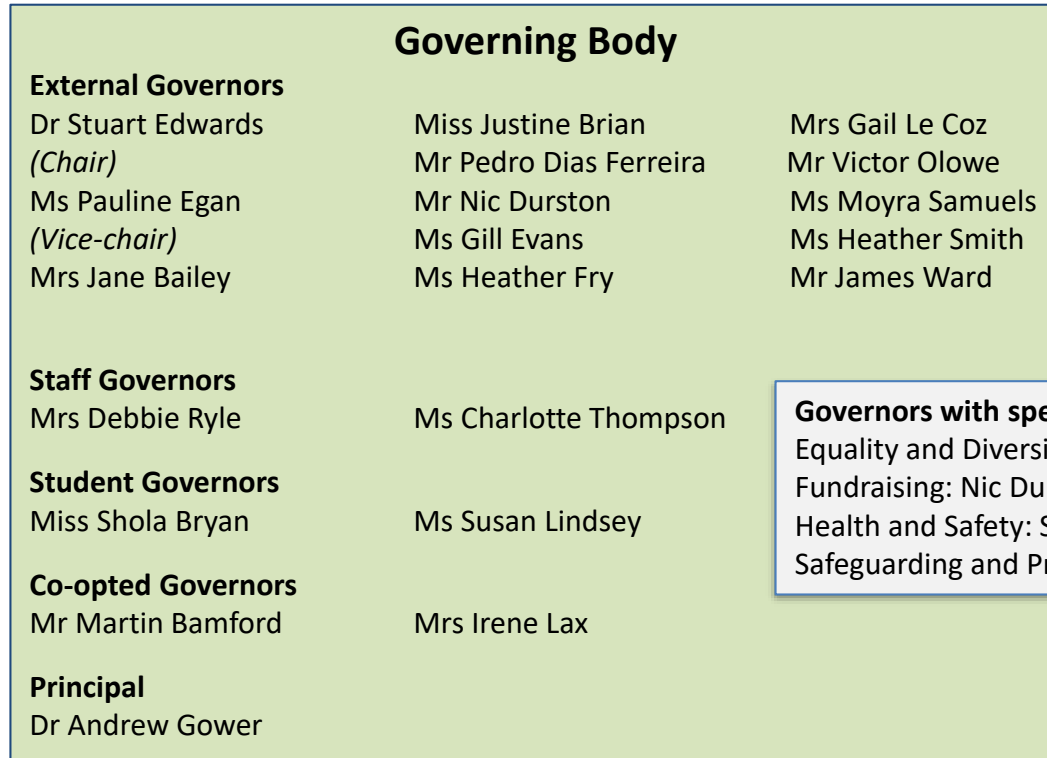 Governing Body
External Governors
Dr Stuart Edwards Miss Justine Brian Mrs Gail Le Coz
(Chair) Mr Pedro Dias Ferreira Mr Victor Olowe
Ms Pauline Egan Mr Nic Durston Ms Moyra Samuels
(Vice-chair) Ms Gill Evans Ms Heather Smith
Mrs Jane Bailey Ms Heather Fry Mr James Ward
Staff Governors
Mrs Debbie Ryle Ms Charlotte Thompson
Student Governors
Miss Shola Bryan Ms Susan Lindsey
Co-opted Governors
Mr Martin Bamford Mrs Irene Lax
Principal
Dr Andrew Gower
Governors with
Equality and
Fundraising: Nic
Health and Safety:
Safeguarding and